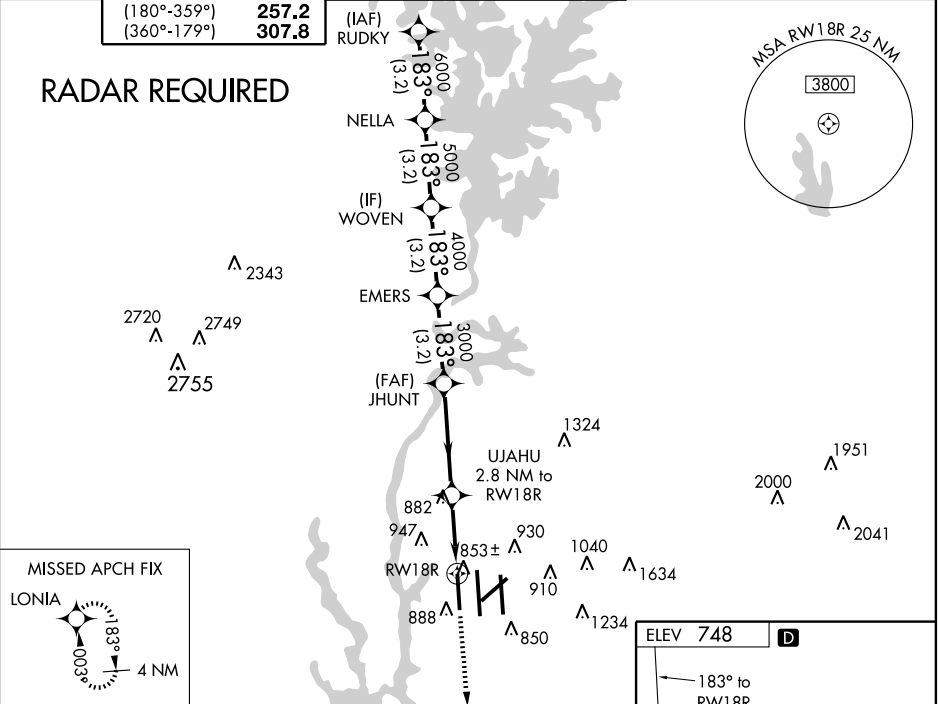 (180°-359°) 257.2
(360°-179°) 307.8
RADAR REQUIRED
(IAF)
RUDKY
6000
183°
(3.2)
NELLA
5000
183°
(3.2)
(IF)
WOVEN
4000
183°
(3.2)
EMERS
3000
183°
(3.2)
(FAF)
JHUNT
MSA RW18R 25 NM
3800
2343
2720
2749
2755
1324
UJAHU
2.8 NM to
RW18R
1951
2000
2041
882
947
930
853±
1040
RW18R
910
1634
888
850
1234
MISSED APCH FIX
LONIA
183°
003°
4 NM
ELEV 748
D
183° to
RW18R